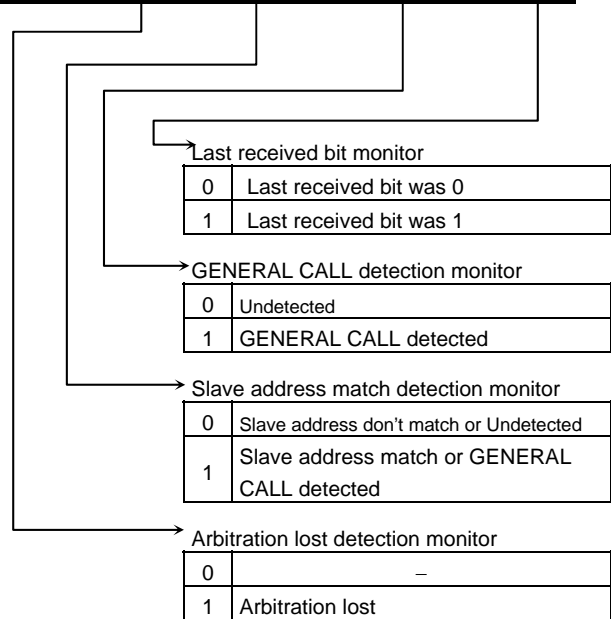 Last received bit monitor
0 Last received bit was 0
1 Last received bit was 1
GENERAL CALL detection monitor
0 Undetected
1 GENERAL CALL detected
Slave address match detection monitor
0 Slave address don't match or Undetected
1 Slave address match or GENERAL
CALL detected
Arbitration lost detection monitor
0 –
1 Arbitration lost